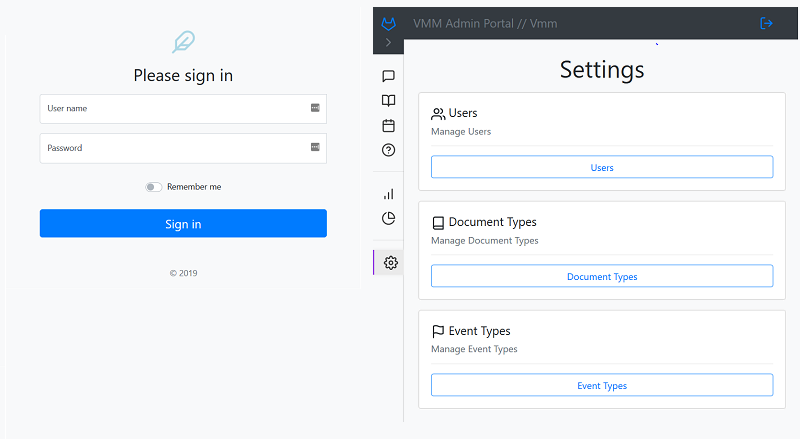 Please sign in
User name
Password
Remember me
Sign in
© 2019
VMM Admin Portal // Vmm
Settings
Users
Manage Users
Users
Document Types
Manage Document Types
Document Types
Event Types
Manage Event Types
Event Types